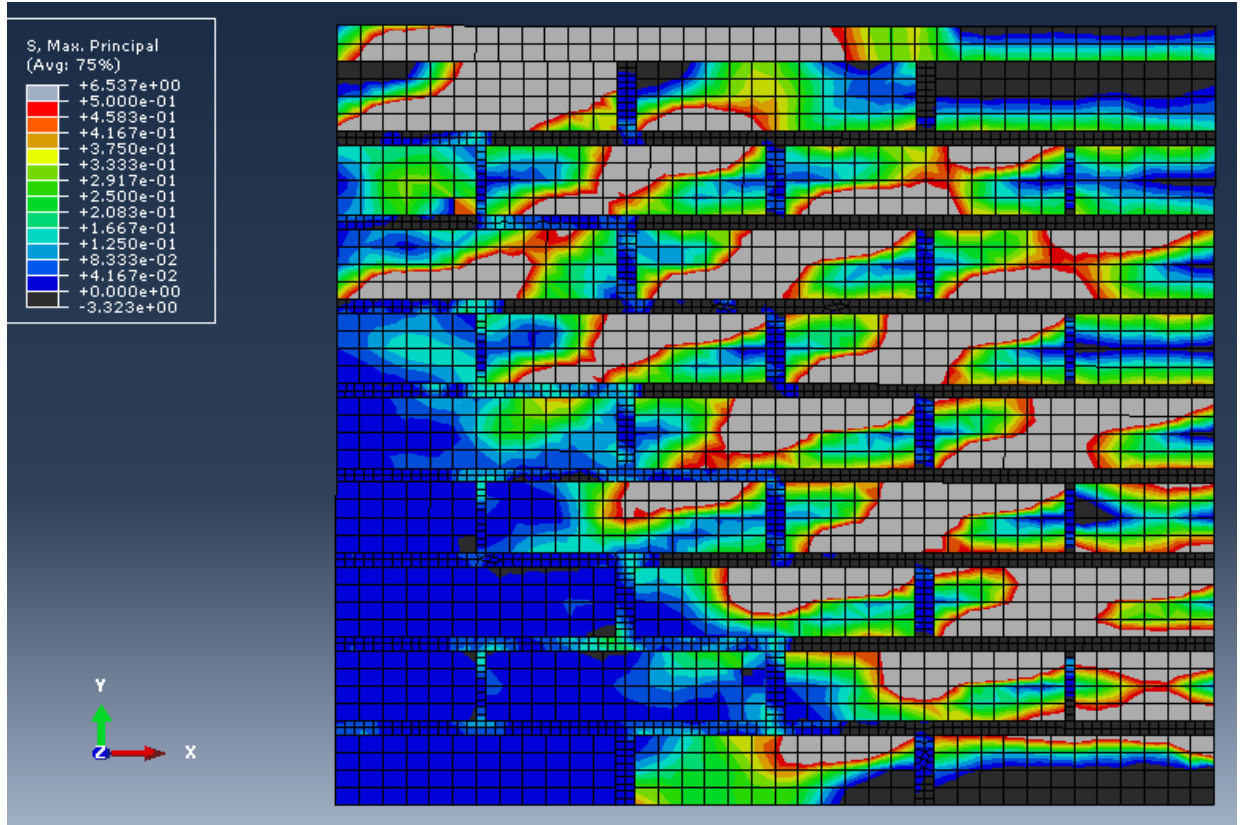 S, Max. Principal
(Avg: 75%)
+6.537e+00
+5.000e-01
+4.583e-01
+4.167e-01
+3.750e-01
+3.333e-01
+2.917e-01
+2.500e-01
+2.083e-01
+1.667e-01
+1.250e-01
+8.333e-02
+4.167e-02
+0.000e+00
-3.323e+00
Y
Z
X